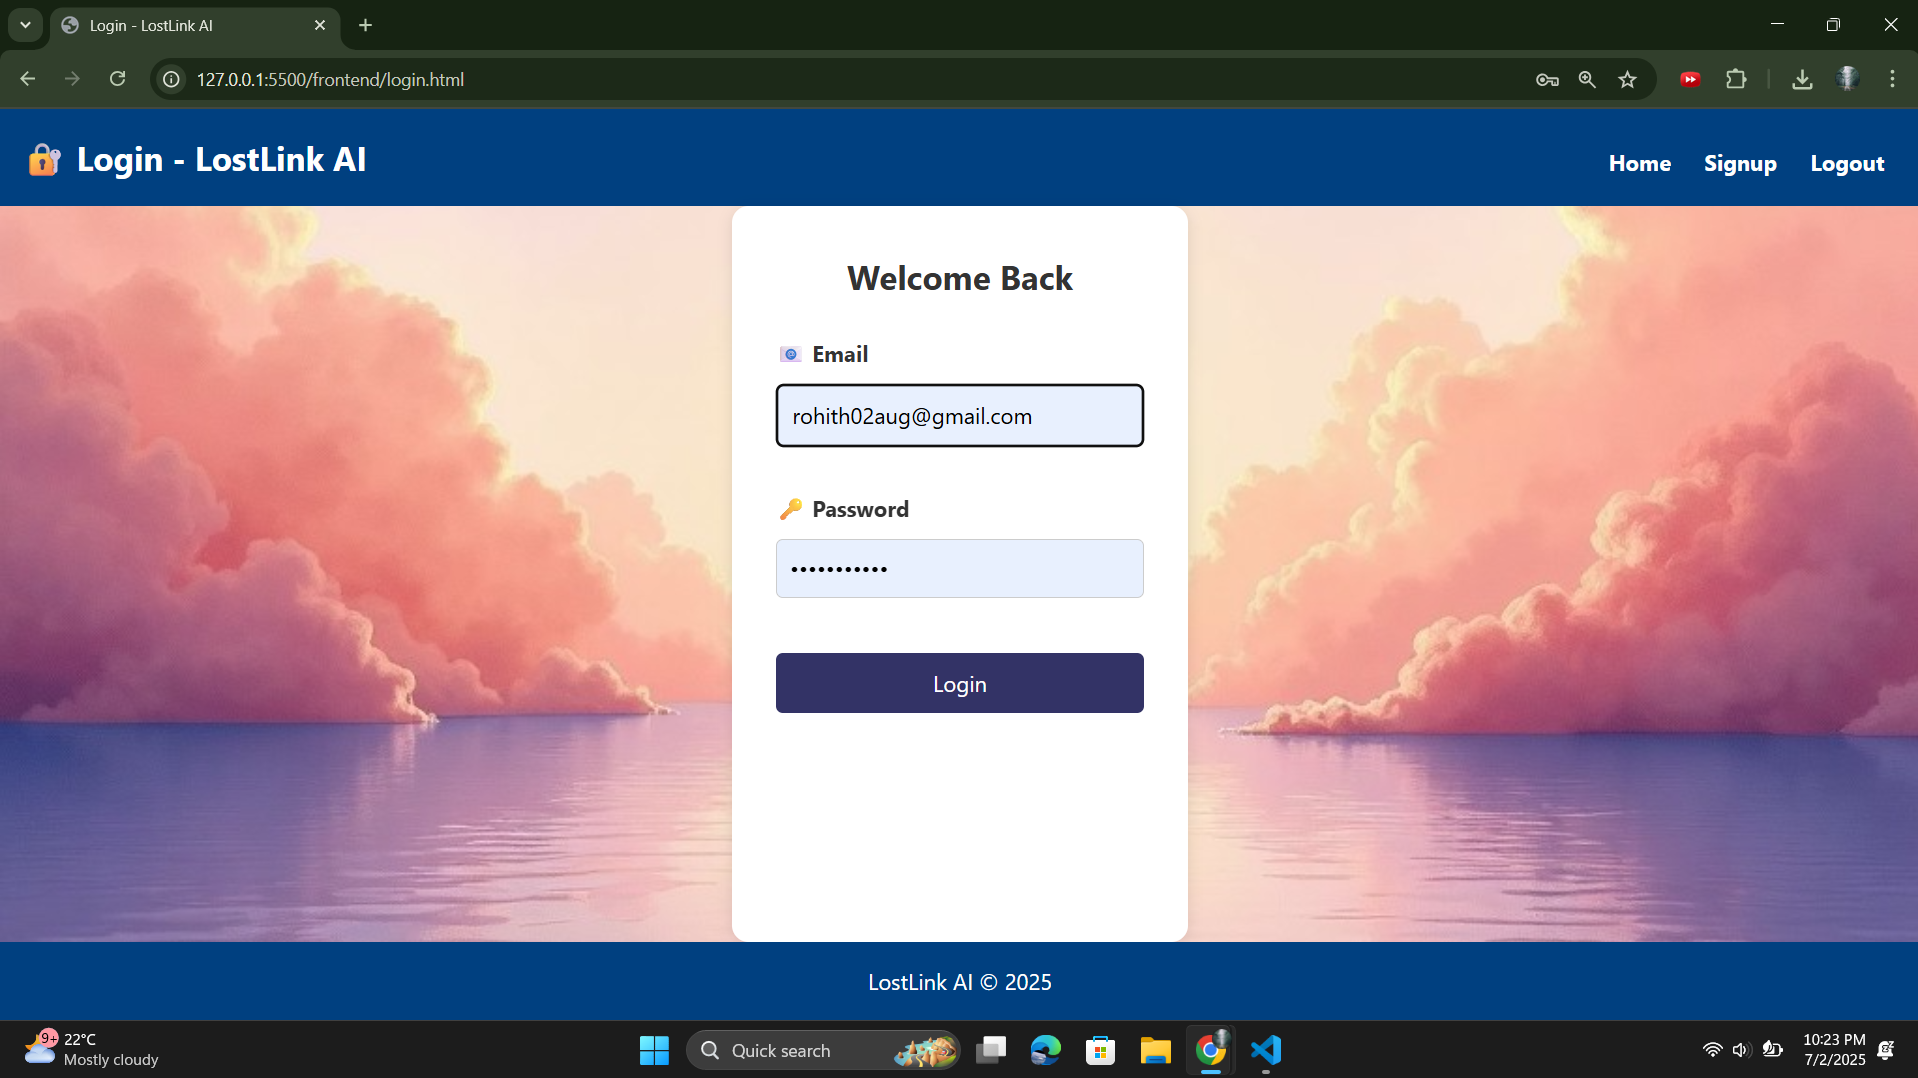 Login - LostLink AI
127.0.0.1:5500/frontend/login.html
🔐 Login - LostLink AI
Home Signup Logout
Welcome Back
📧 Email
rohith02aug@gmail.com
🔑 Password
•••••••••••
Login
LostLink AI © 2025
9+
22°C
Mostly cloudy
Quick search
10:23 PM
7/2/2025